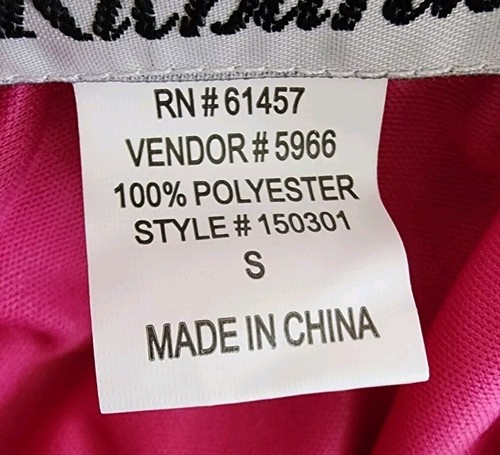 RN # 61457
VENDOR # 5966
100% POLYESTER
STYLE # 150301
S
MADE IN CHINA